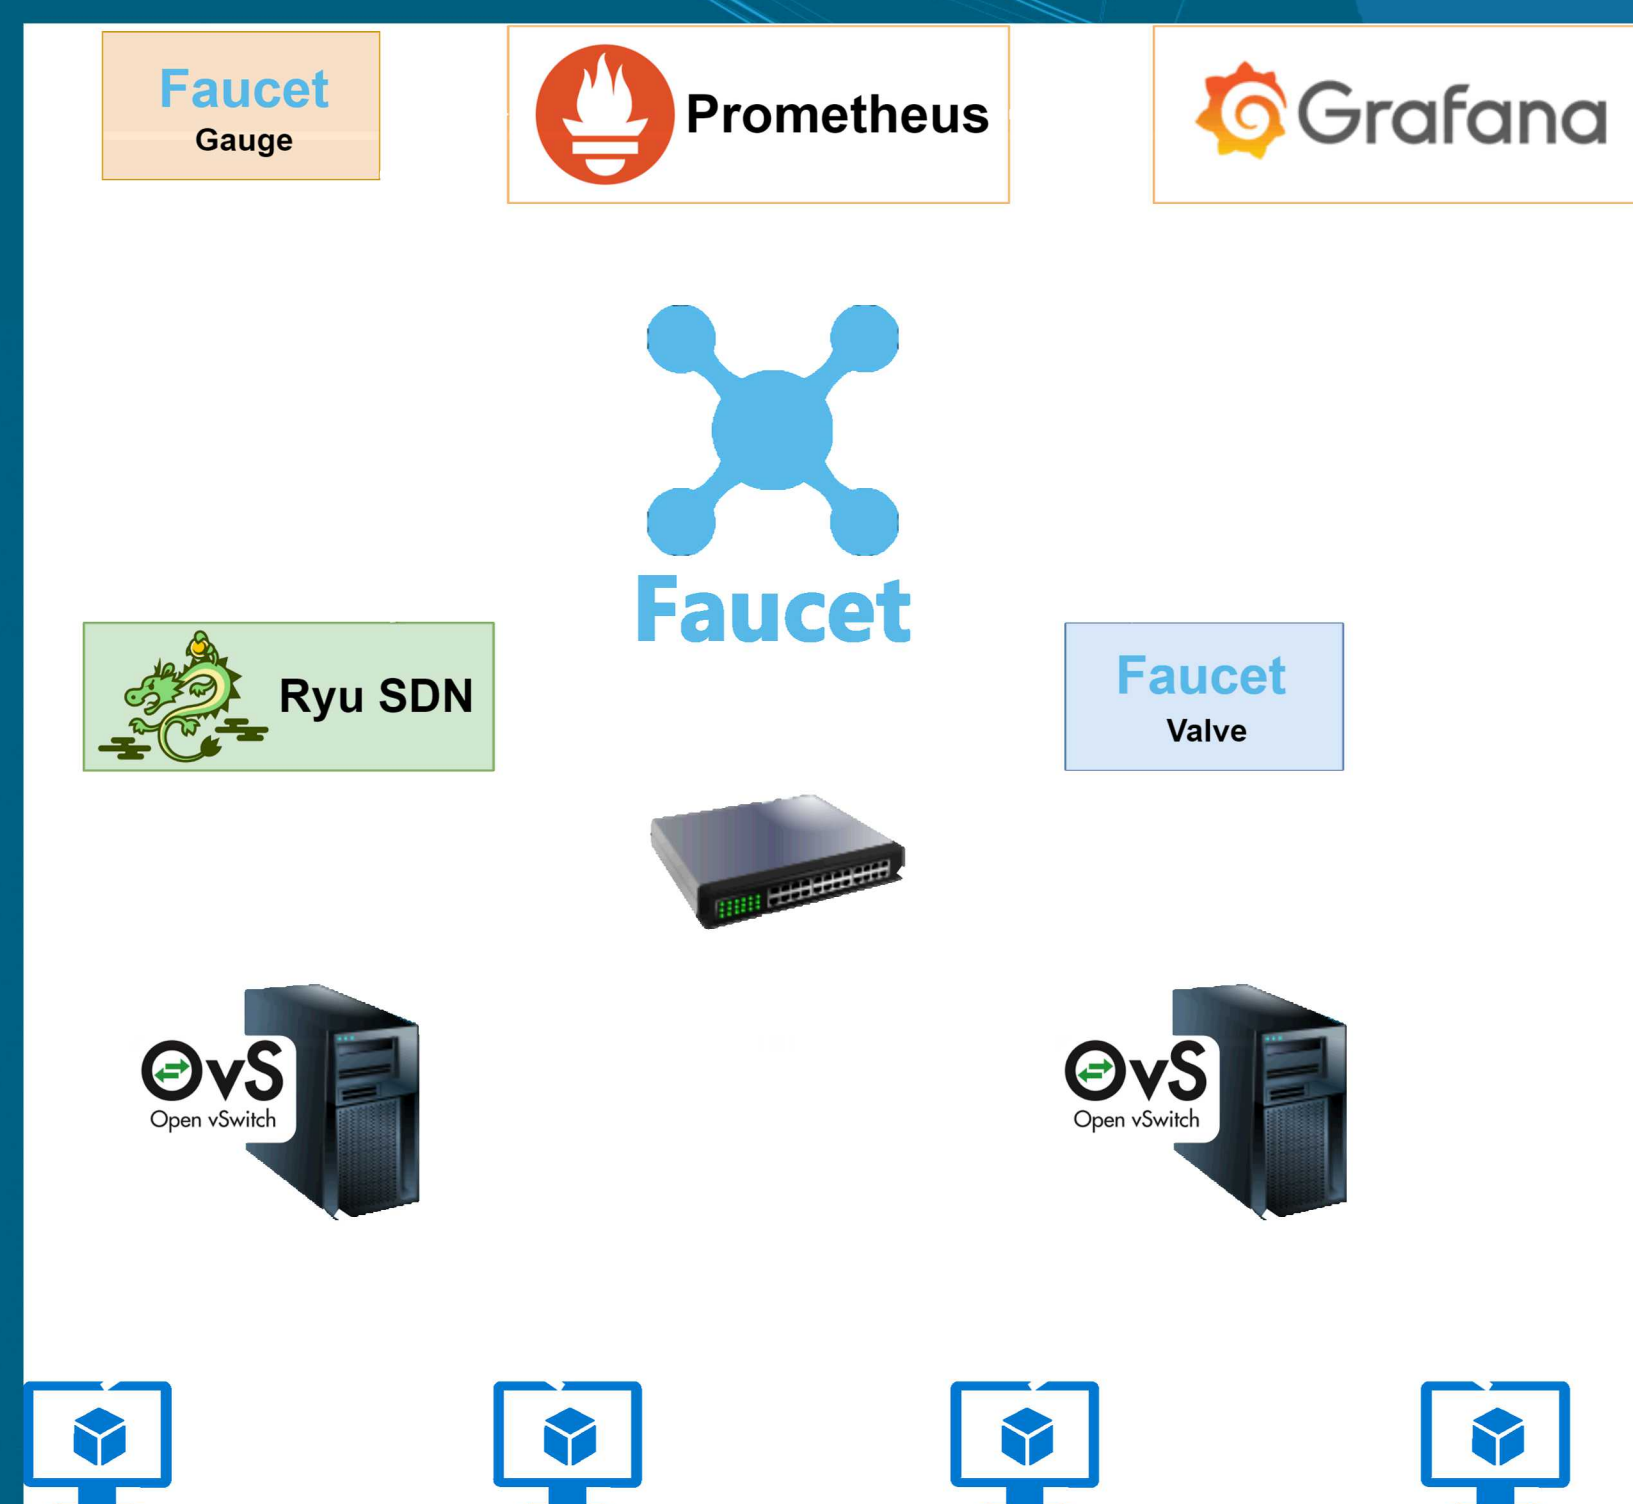 Faucet
Gauge
Prometheus
Grafana
Faucet
Ryu SDN
Faucet
Valve
OvS
Open vSwitch
OvS
Open vSwitch